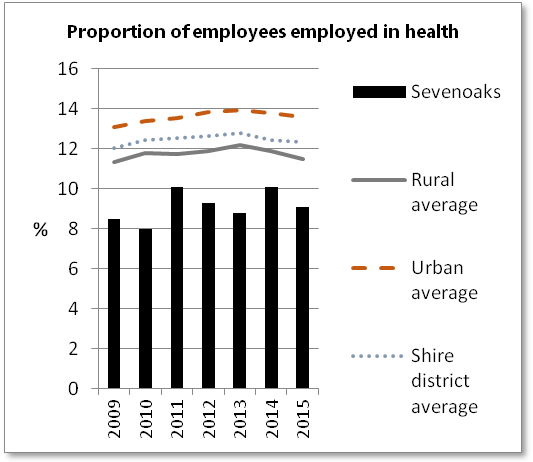 Proportion of employees employed in health
16
14
12
10
8
6
4
2
0
%
2009
2010
2011
2012
2013
2014
2015
Sevenoaks
Rural
average
Urban
average
Shire
district
average